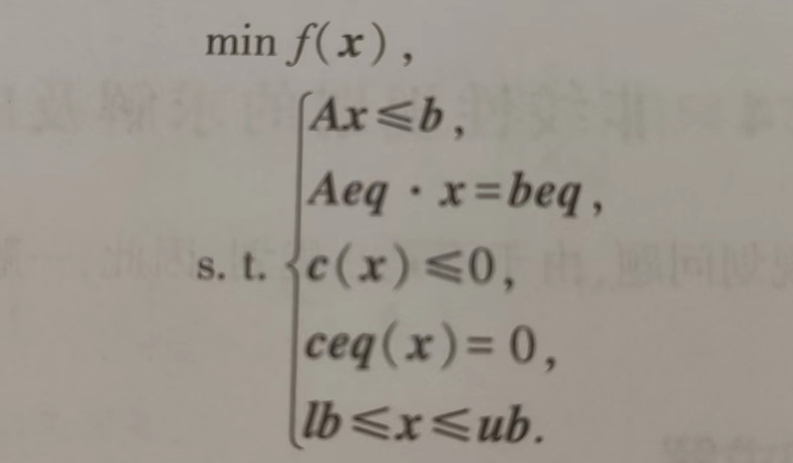 min f(x),
Ax⩽b,
Aeq · x=beq,
s. t. c(x)⩽0,
ceq(x)=0,
lb⩽x⩽ub.